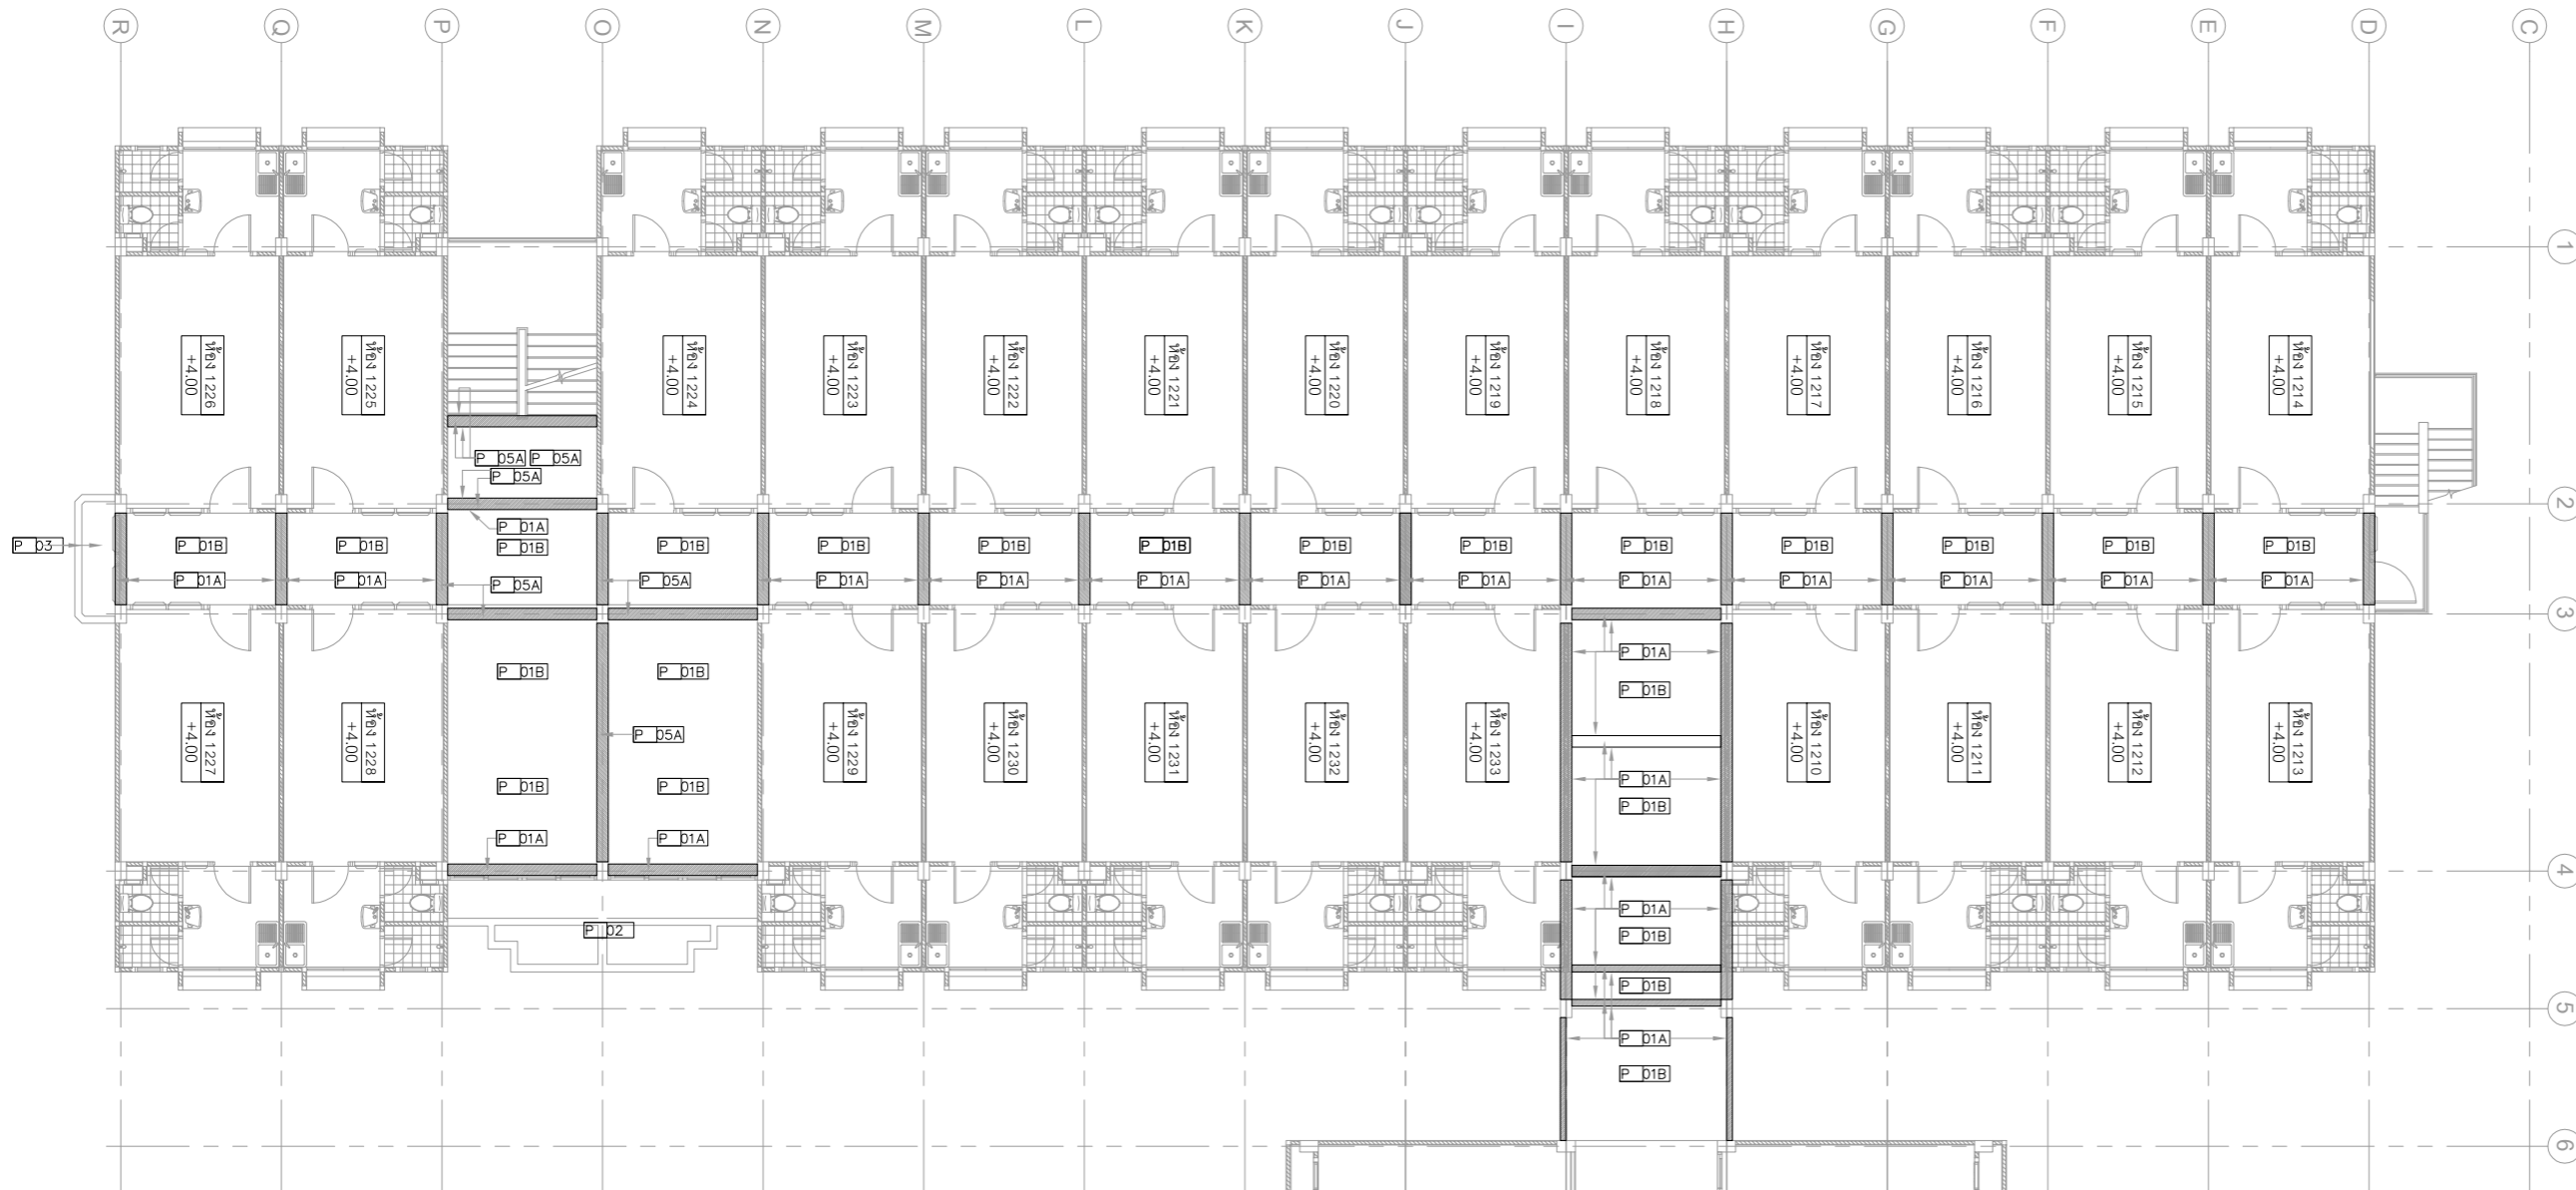 R Q P O N M L K J I H G F E D C
1
ห้อง 1226 ห้อง 1225 ห้อง 1224 ห้อง 1223 ห้อง 1222 ห้อง 1221 ห้อง 1220 ห้อง 1219 ห้อง 1218 ห้อง 1217 ห้อง 1216 ห้อง 1215 ห้อง 1214
+4.00 +4.00 +4.00 +4.00 +4.00 +4.00 +4.00 +4.00 +4.00 +4.00 +4.00 +4.00 +4.00
P 05A P 05A
P 05A
2
P 01A
P 03 P 01B P 01B P 01B P 01B P 01B P 01B P 01B P 01B P 01B P 01B P 01B P 01B P 01B P 01B
P 01A P 01A P 05A P 05A P 01A P 01A P 01A P 01A P 01A P 01A P 01A P 01A P 01A P 01A
3
P 01A
P 01B P 01B P 01B
P 05A
ห้อง 1227 ห้อง 1228 ห้อง 1229 ห้อง 1230 ห้อง 1231 ห้อง 1232 ห้อง 1233 ห้อง 1210 ห้อง 1211 ห้อง 1212 ห้อง 1213
+4.00 +4.00 +4.00 +4.00 +4.00 +4.00 +4.00 +4.00 +4.00 +4.00 +4.00
P 01A
P 01B P 01B P 01B
P 01A P 01A
4
P 01A
P 02 P 01B
P 01B
5
P 01A
P 01B
6